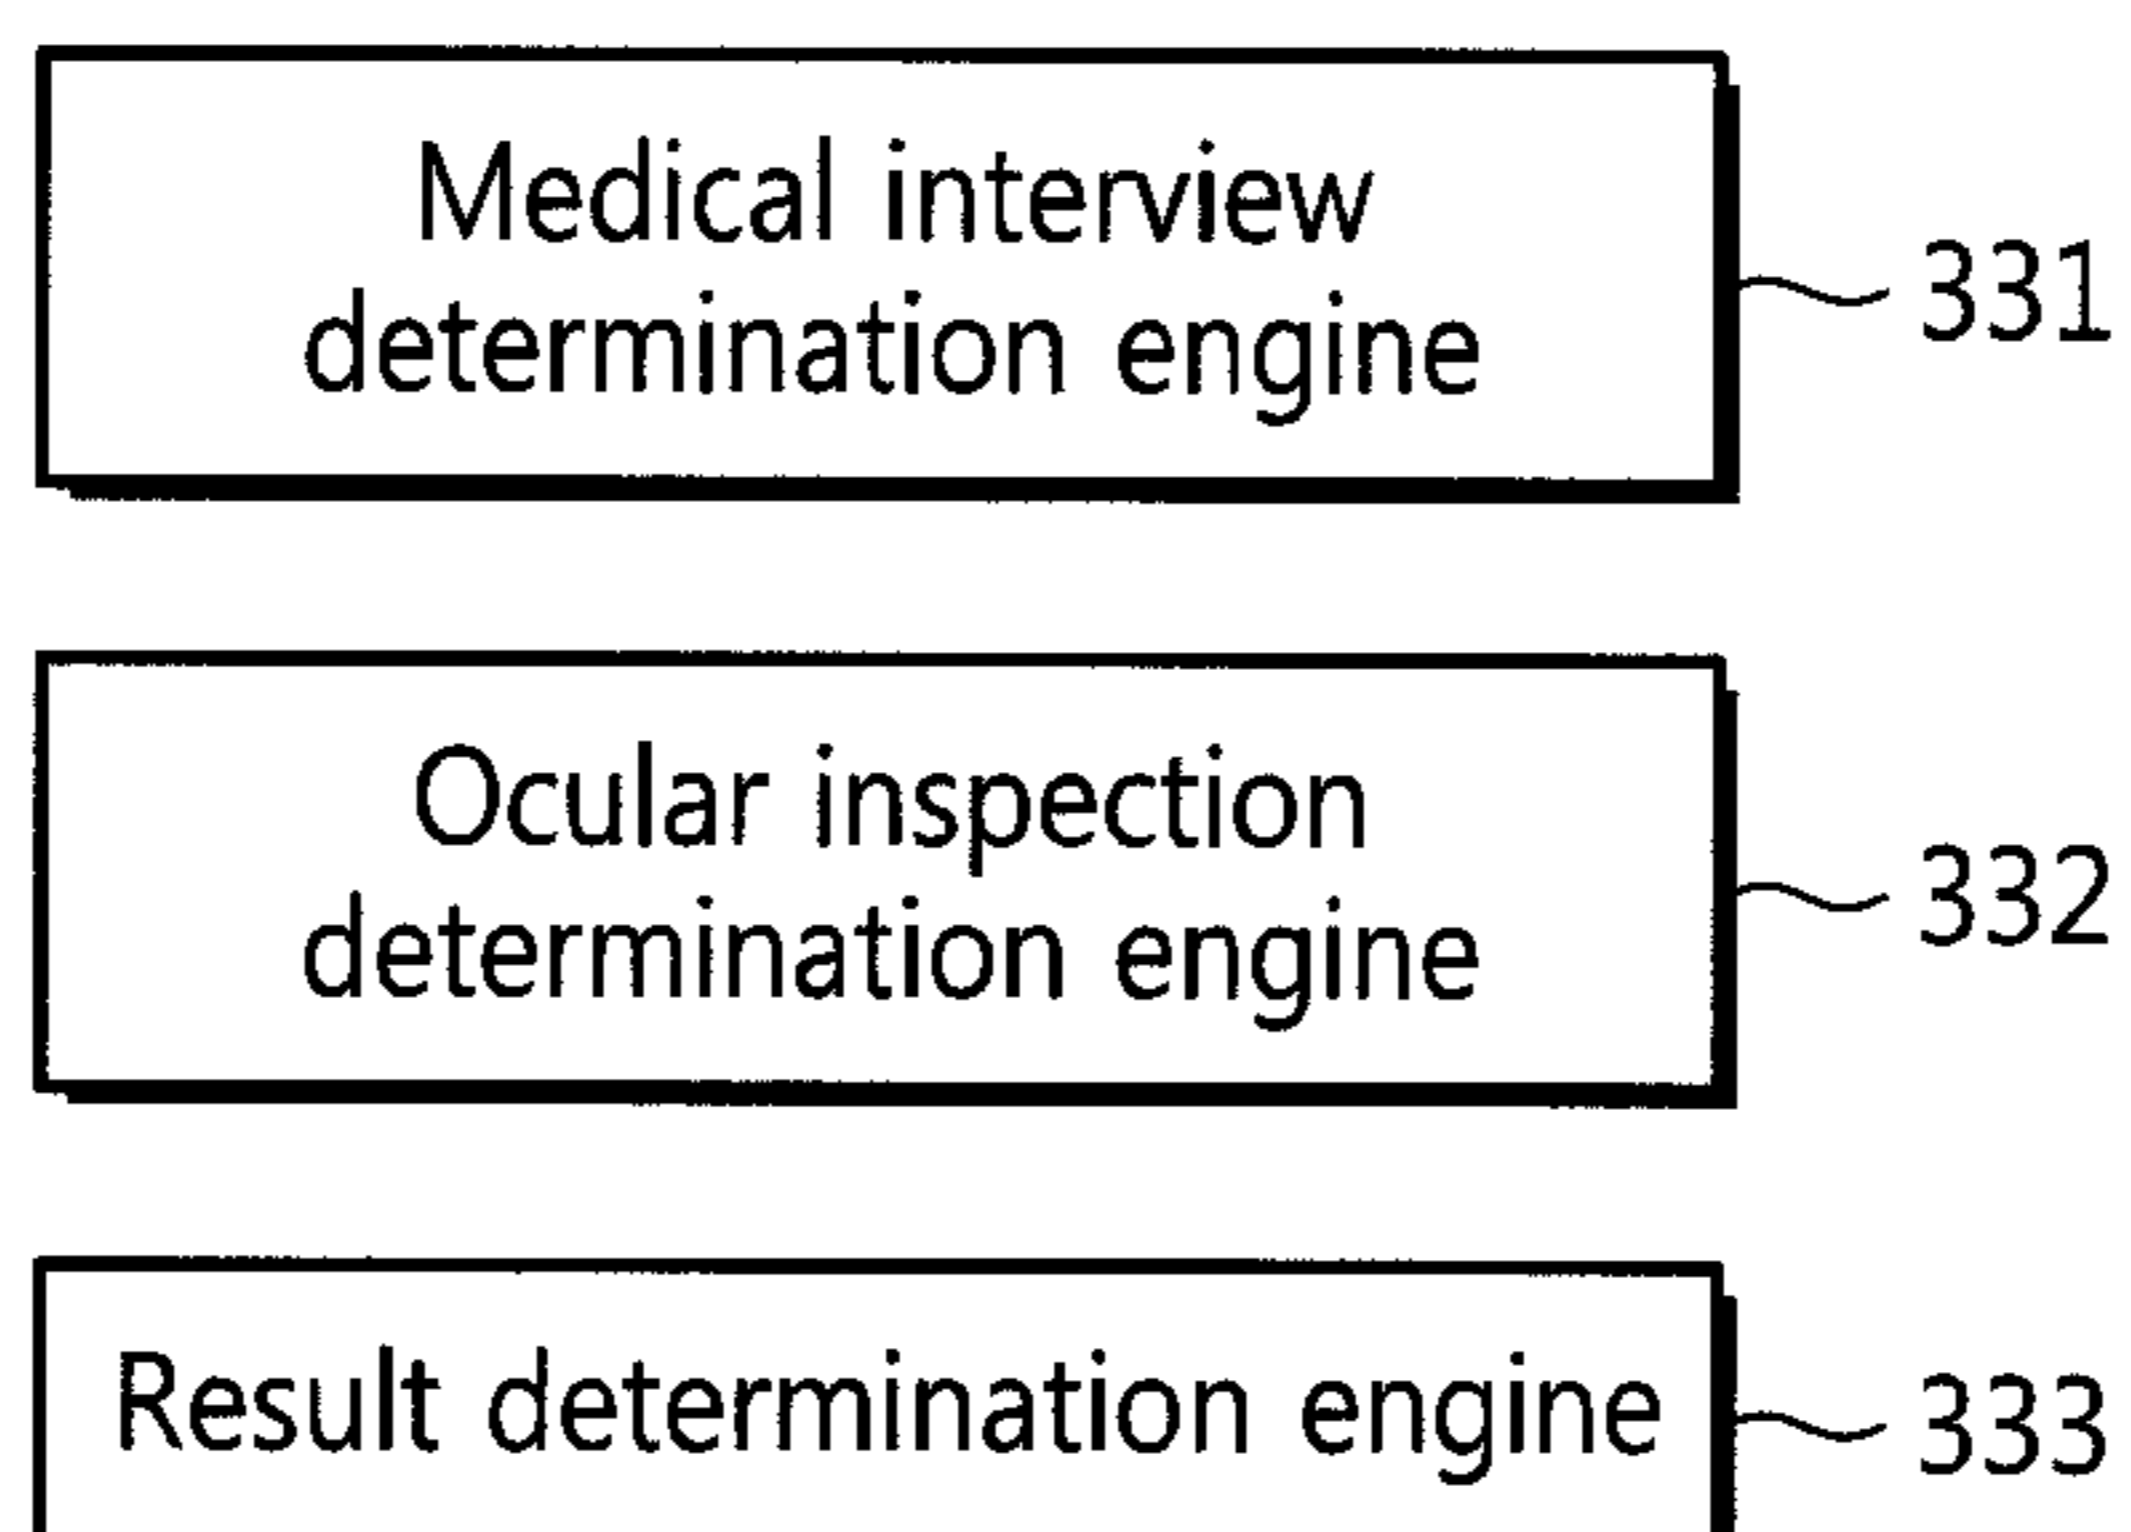 Medical interview
determination engine
331
Ocular inspection
determination engine
332
Result determination engine
333